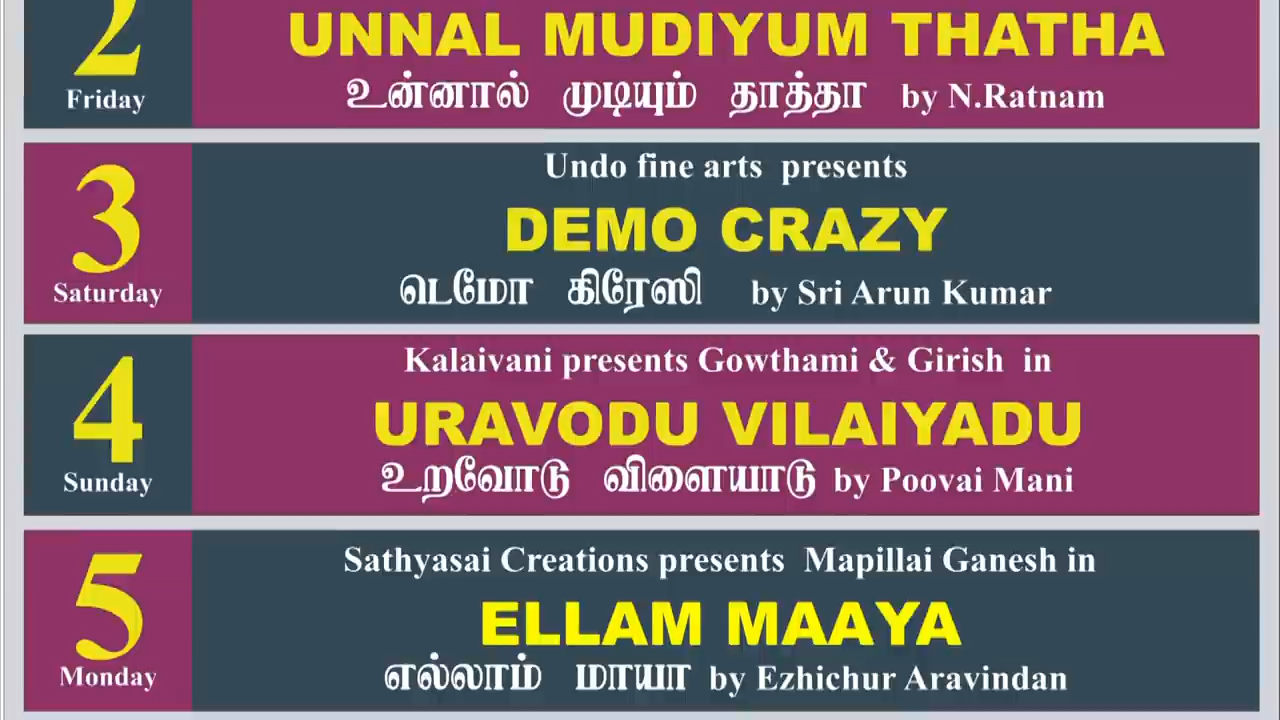 2
Friday
UNNAL MUDIYUM THATHA
உன்னால் முடியும் தாத்தா by N.Ratnam
3
Saturday
Undo fine arts presents
DEMO CRAZY
டெமோ கிரேஸி by Sri Arun Kumar
4
Sunday
Kalaivani presents Gowthami & Girish in
URAVODU VILAIYADU
உறவோடு விளையாடு by Poovai Mani
5
Monday
Sathyasai Creations presents Mapillai Ganesh in
ELLAM MAAYA
எல்லாம் மாயா by Ezhichur Aravindan